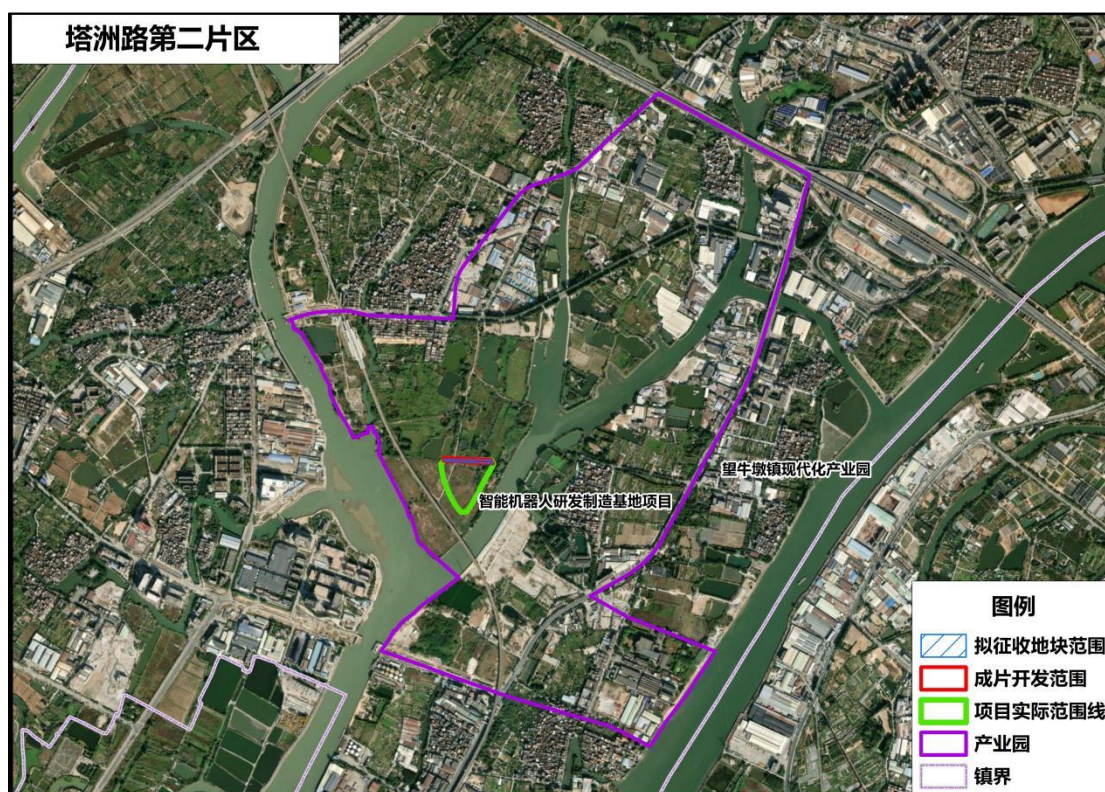 塔洲路第二片区
望牛墩镇现代化产业园
智能机器人研发制造基地项目
图例
拟征收地块范围
成片开发范围
项目实际范围线
产业园
镇界